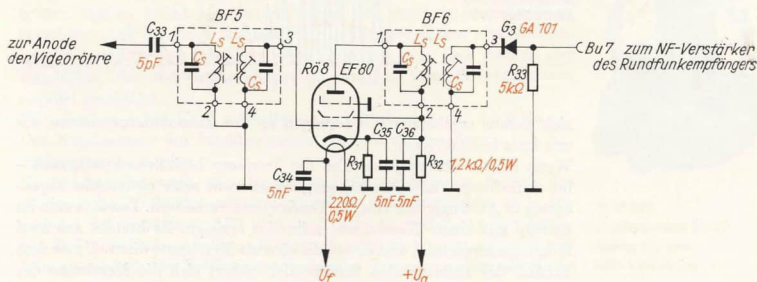 BF5 BF6
C33 1 Ls Ls 3 1 Ls Ls 3 G3 GA 101
zur Anode Cs Cs Rö8 EF80 Cs Cs Bu7 zum NF-Verstärker
der Videoröhre 5pF des Rundfunkempfängers
R33
5kΩ
2 4 2 4
C35 C36
C34 R31 R32 1,2kΩ/0,5W
5nF 220Ω/ 5nF 5nF
0,5W
Uf +Ua